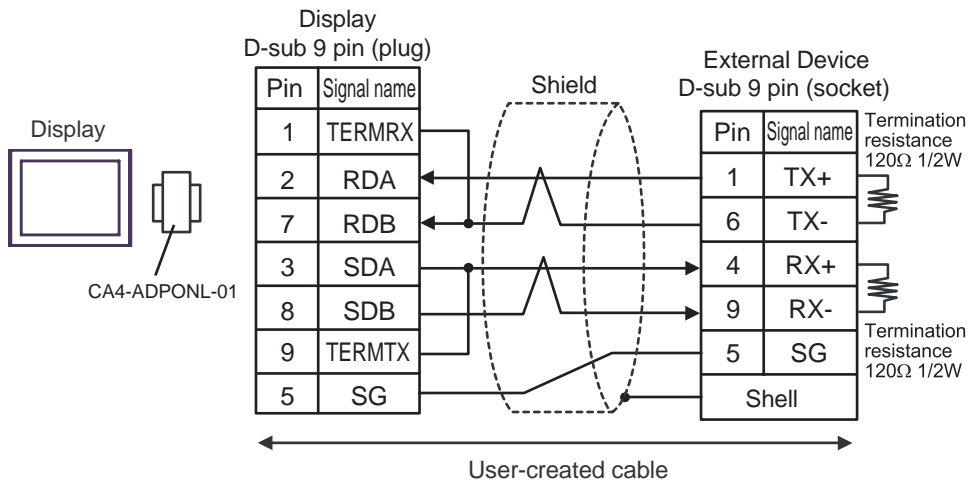 Display
CA4-ADPONL-01
Display
D-sub 9 pin (plug)
Pin Signal name
1 TERMRX
2 RDA
7 RDB
3 SDA
8 SDB
9 TERMTX
5 SG
Shield
External Device
D-sub 9 pin (socket)
Pin Signal name
1 TX+
6 TX-
4 RX+
9 RX-
5 SG
Shell
Termination
resistance
120Ω 1/2W
Termination
resistance
120Ω 1/2W
User-created cable